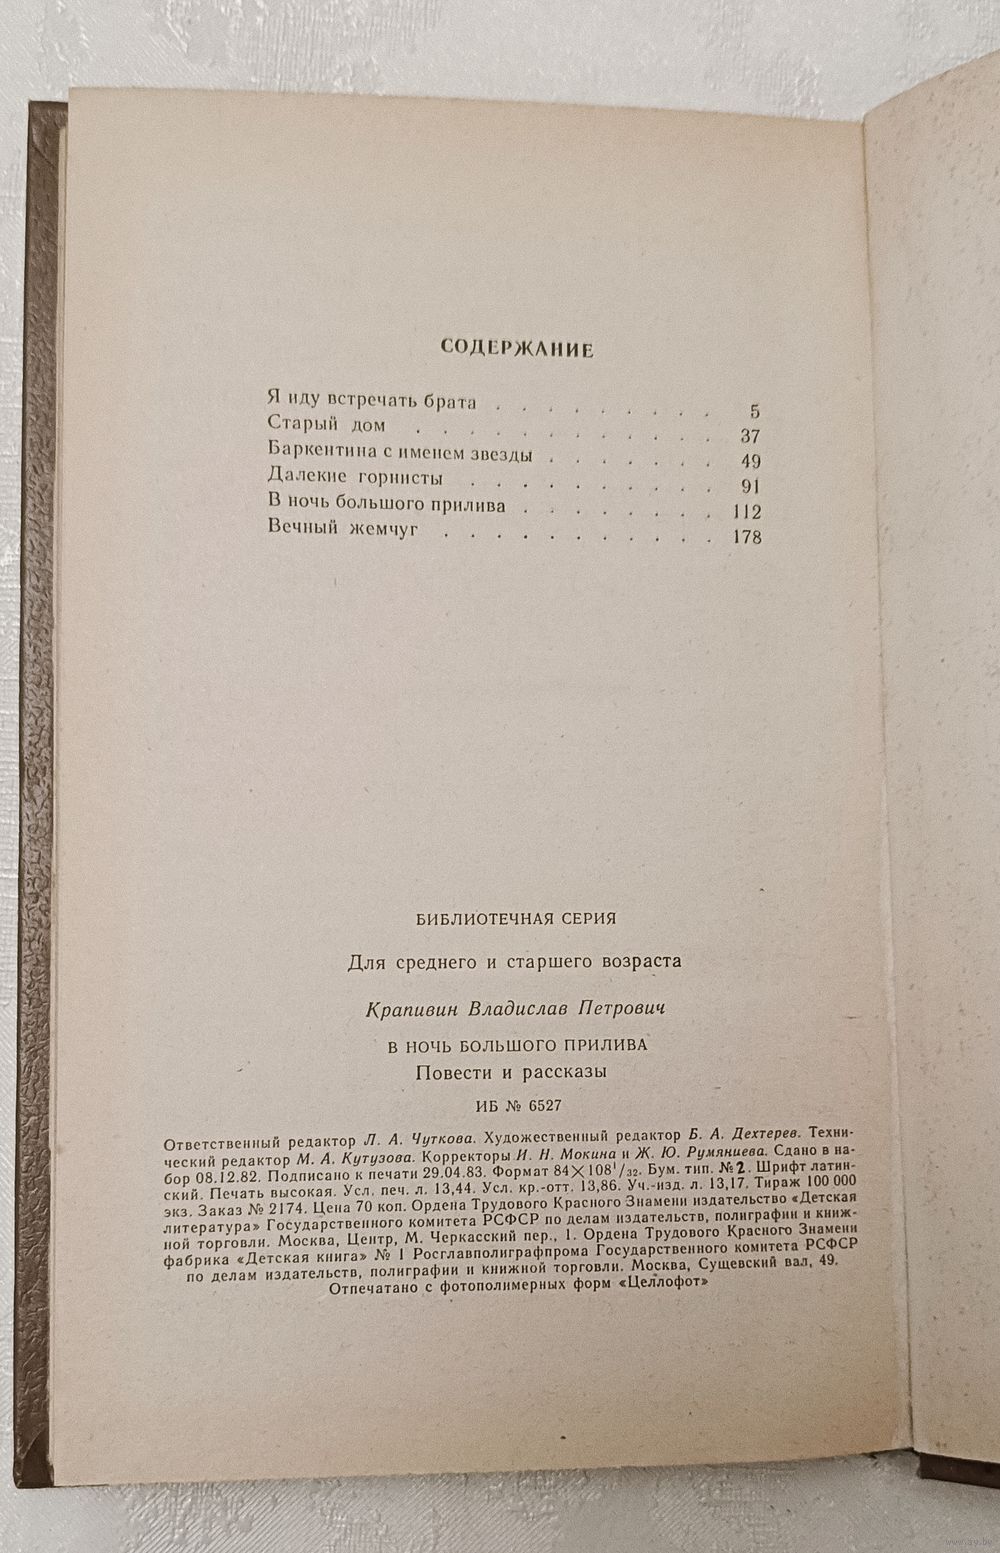 СОДЕРЖАНИЕ
Я иду встречать брата . . . . . . . . . 5
Старый дом . . . . . . . . . . . . 37
Баркентина с именем звезды . . . . . . . 49
Далекие горнисты . . . . . . . . . . 91
В ночь большого прилива . . . . . . . . 112
Вечный жемчуг . . . . . . . . . . . 178
БИБЛИОТЕЧНАЯ СЕРИЯ
Для среднего и старшего возраста
Крапивин Владислав Петрович
В НОЧЬ БОЛЬШОГО ПРИЛИВА
Повести и рассказы
ИБ № 6527
Ответственный редактор Л. А. Чуткова. Художественный редактор Б. А. Дехтерев. Техни-
ческий редактор М. А. Кутузова. Корректоры И. Н. Мокина и Ж. Ю. Румяниева. Сдано в на-
бор 08.12.82. Подписано к печати 29.04.83. Формат 84×108¹/₃₂. Бум. тип. №2. Шрифт латин-
ский. Печать высокая. Усл. печ. л. 13,44. Усл. кр.-отт. 13,86. Уч.-изд. л. 13,17. Тираж 100 000
экз. Заказ № 2174. Цена 70 коп. Ордена Трудового Красного Знамени издательство «Детская
литература» Государственного комитета РСФСР по делам издательств, полиграфии и книж-
ной торговли. Москва, Центр, М. Черкасский пер., 1. Ордена Трудового Красного Знамени
фабрика «Детская книга» № 1 Росглавполиграфпрома Государственного комитета РСФСР
по делам издательств, полиграфии и книжной торговли. Москва, Сущевский вал, 49.
Отпечатано с фотополимерных форм «Целлофот»
www.ay.by